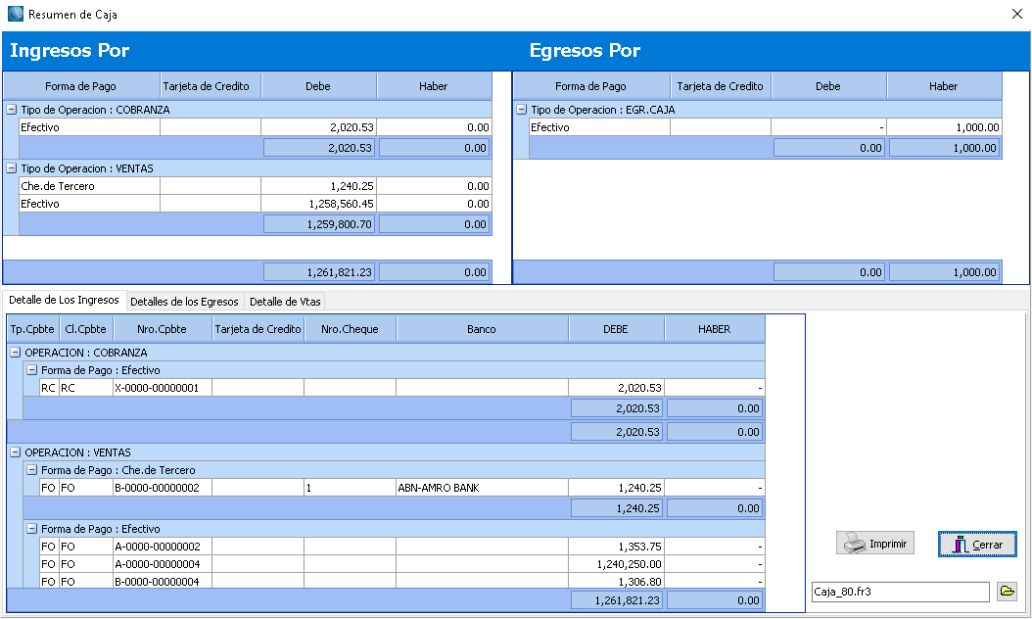 Resumen de Caja
Ingresos Por
Egresos Por
Forma de Pago Tarjeta de Credito Debe Haber
Tipo de Operacion : COBRANZA
Efectivo 2,020.53 0.00
2,020.53 0.00
Tipo de Operacion : VENTAS
Che.de Tercero 1,240.25 0.00
Efectivo 1,258,560.45 0.00
1,259,800.70 0.00
1,261,821.23 0.00
Forma de Pago Tarjeta de Credito Debe Haber
Tipo de Operacion : EGR.CAJA
Efectivo - 1,000.00
0.00 1,000.00
0.00 1,000.00
Detalle de Los Ingresos Detalles de los Egresos Detalle de Vtas
Tp.Cpbte Cl.Cpbte Nro.Cpbte Tarjeta de Credito Nro.Cheque Banco DEBE HABER
OPERACION : COBRANZA
Forma de Pago : Efectivo
RC RC X-0000-00000001 2,020.53 -
2,020.53 0.00
2,020.53 0.00
OPERACION : VENTAS
Forma de Pago : Che.de Tercero
FO FO B-0000-00000002 1 ABN-AMRO BANK 1,240.25 -
1,240.25 0.00
Forma de Pago : Efectivo
FO FO A-0000-00000002 1,353.75 -
FO FO A-0000-00000004 1,240,250.00 -
FO FO B-0000-00000004 1,306.80 -
1,261,821.23 0.00
Imprimir
Cerrar
Caja_80.fr3